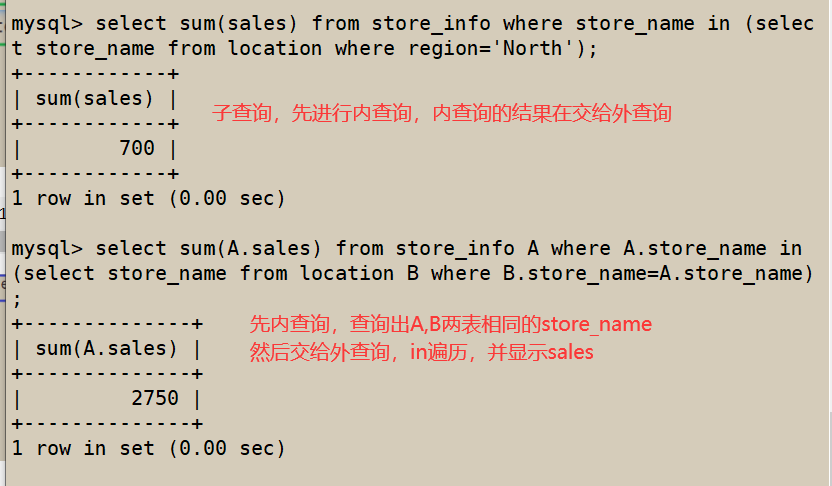 mysql> select sum(sales) from store_info where store_name in (selec
t store_name from location where region='North');
+------------+
| sum(sales) |
子查询，先进行内查询，内查询的结果在交给外查询
+------------+
|        700 |
+------------+
1 row in set (0.00 sec)
mysql> select sum(A.sales) from store_info A where A.store_name in
(select store_name from location B where B.store_name=A.store_name)
;
+--------------+
先内查询，查询出A,B两表相同的store_name
| sum(A.sales) |
然后交给外查询，in遍历，并显示sales
+--------------+
|         2750 |
+--------------+
1 row in set (0.00 sec)